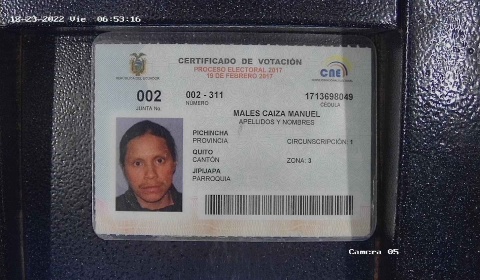 18-23-2022 Vie 06:53:16
REPÚBLICA DEL ECUADOR
CERTIFICADO DE VOTACIÓN
PROCESO ELECTORAL 2017
19 DE FEBRERO 2017
CNE
002
JUNTA No.
002 - 311
NÚMERO
1713698049
CÉDULA
MALES CAIZA MANUEL
APELLIDOS Y NOMBRES
PICHINCHA
PROVINCIA
CIRCUNSCRIPCIÓN: 1
QUITO
CANTÓN
ZONA: 3
JIPIJAPA
PARROQUIA
Camera 05